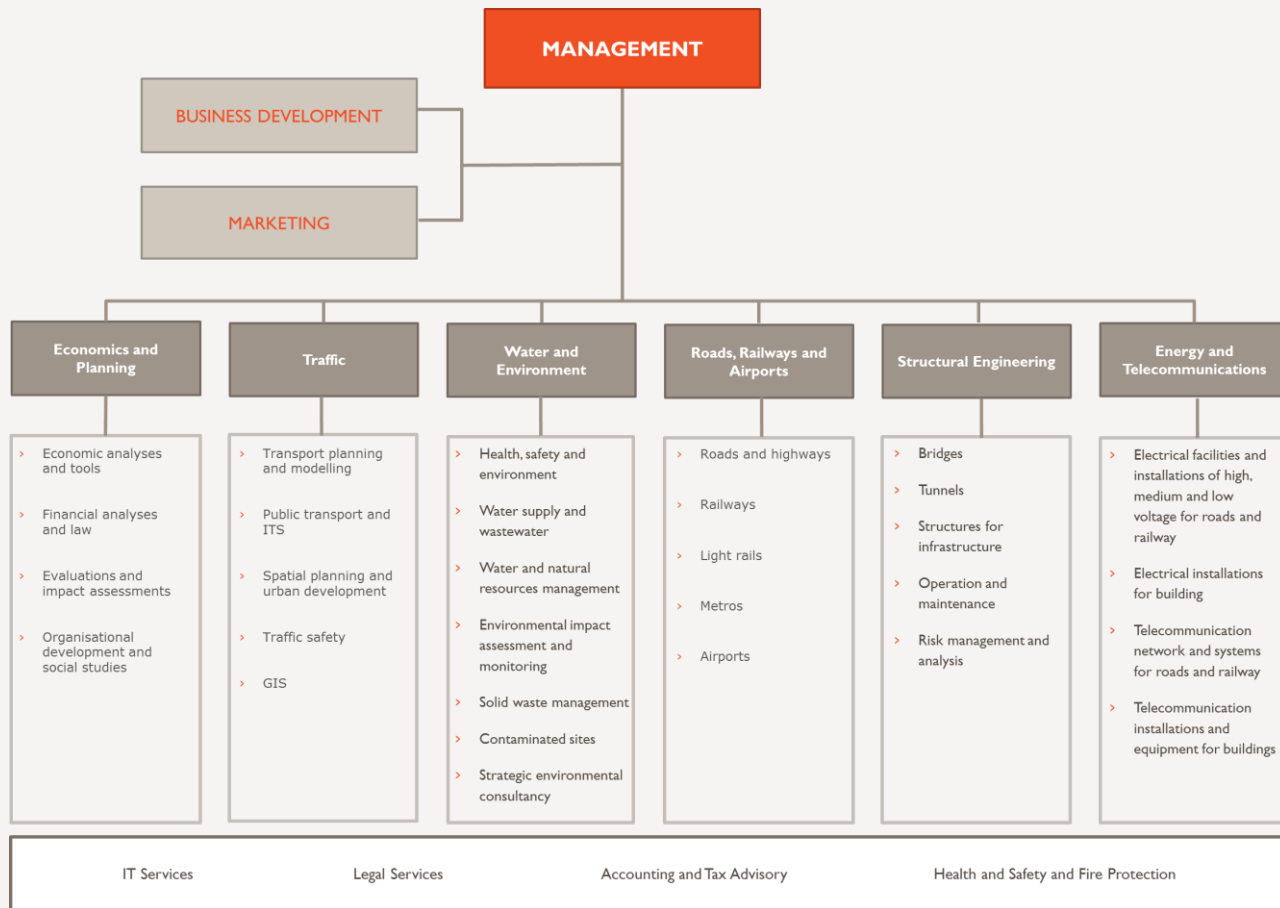 MANAGEMENT
BUSINESS DEVELOPMENT
MARKETING
Economics and
Planning
Traffic
Water and
Environment
Roads, Railways and
Airports
Structural Engineering
Energy and
Telecommunications
› Economic analyses
and tools
› Financial analyses
and law
› Evaluations and
impact assessments
› Organisational
development and
social studies
› Transport planning
and modelling
› Public transport and
ITS
› Spatial planning and
urban development
› Traffic safety
› GIS
› Health, safety and
environment
› Water supply and
wastewater
› Water and natural
resources management
› Environmental impact
assessment and
monitoring
› Solid waste management
› Contaminated sites
› Strategic environmental
consultancy
› Roads and highways
› Railways
› Light rails
› Metros
› Airports
› Bridges
› Tunnels
› Structures for
infrastructure
› Operation and
maintenance
› Risk management and
analysis
› Electrical facilities and
installations of high,
medium and low
voltage for roads and
railway
› Electrical installations
for building
› Telecommunication
network and systems
for roads and railway
› Telecommunication
installations and
equipment for buildings
IT Services
Legal Services
Accounting and Tax Advisory
Health and Safety and Fire Protection